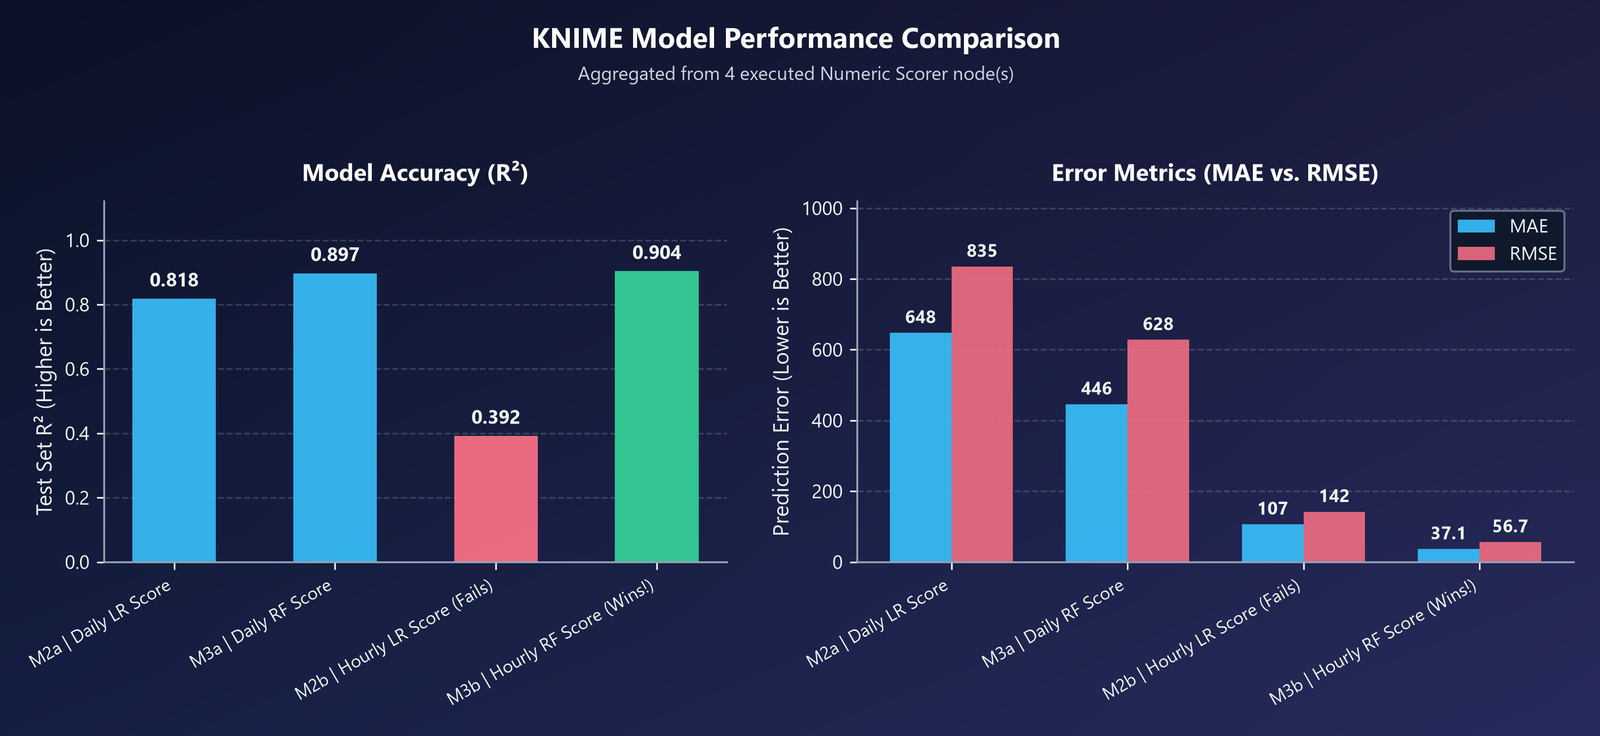 KNIME Model Performance Comparison
Aggregated from 4 executed Numeric Scorer node(s)
Model Accuracy (R²)
Test Set R² (Higher is Better)
1.0
0.8
0.6
0.4
0.2
0.0
0.818
0.897
0.392
0.904
M2a | Daily LR Score
M3a | Daily RF Score
M2b | Hourly LR Score (Fails)
M3b | Hourly RF Score (Wins!)
Error Metrics (MAE vs. RMSE)
Prediction Error (Lower is Better)
1000
800
600
400
200
0
MAE
RMSE
648
835
446
628
107
142
37.1
56.7
M2a | Daily LR Score
M3a | Daily RF Score
M2b | Hourly LR Score (Fails)
M3b | Hourly RF Score (Wins!)